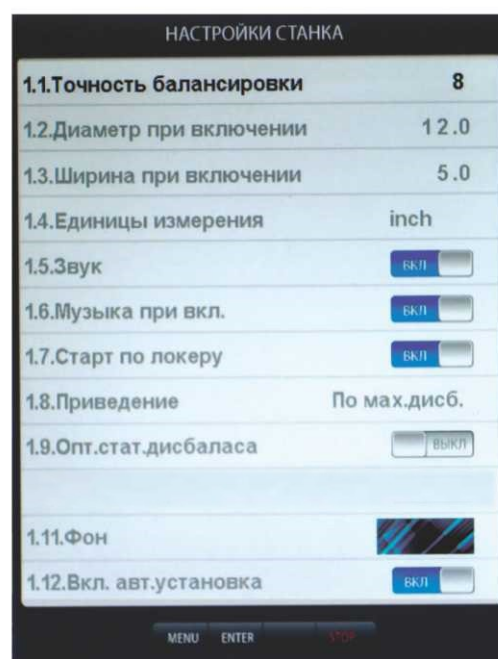 НАСТРОЙКИ СТАНКА
1.1.Точность балансировки 8
1.2.Диаметр при включении 12.0
1.3.Ширина при включении 5.0
1.4.Единицы измерения inch
1.5.Звук ВКЛ
1.6.Музыка при вкл. ВКЛ
1.7.Старт по локеру ВКЛ
1.8.Приведение По мах.дисб.
1.9.Опт.стат.дисбаласа ВЫКЛ
1.11.Фон
1.12.Вкл. авт.установка ВКЛ
MENU ENTER STOP